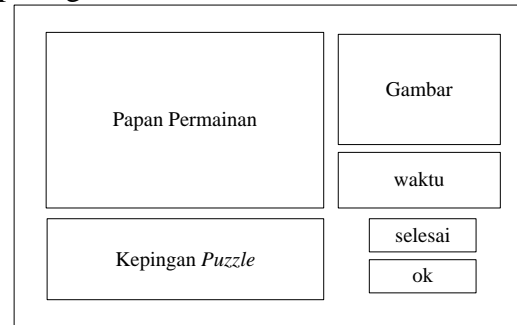 Gambar
Papan Permainan
waktu
selesai
Kepingan Puzzle
ok